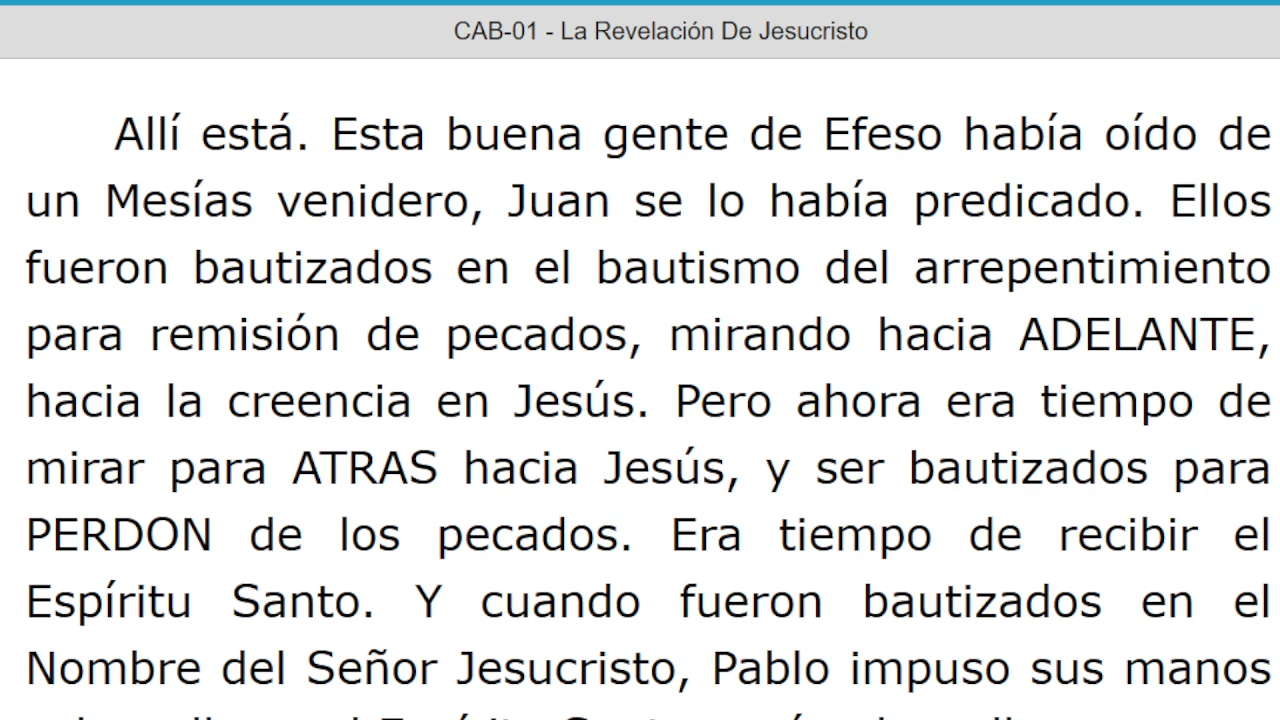 CAB-01 - La Revelación De Jesucristo
Allí está. Esta buena gente de Efeso había oído de
un Mesías venidero, Juan se lo había predicado. Ellos
fueron bautizados en el bautismo del arrepentimiento
para remisión de pecados, mirando hacia ADELANTE,
hacia la creencia en Jesús. Pero ahora era tiempo de
mirar para ATRAS hacia Jesús, y ser bautizados para
PERDON de los pecados. Era tiempo de recibir el
Espíritu Santo. Y cuando fueron bautizados en el
Nombre del Señor Jesucristo, Pablo impuso sus manos